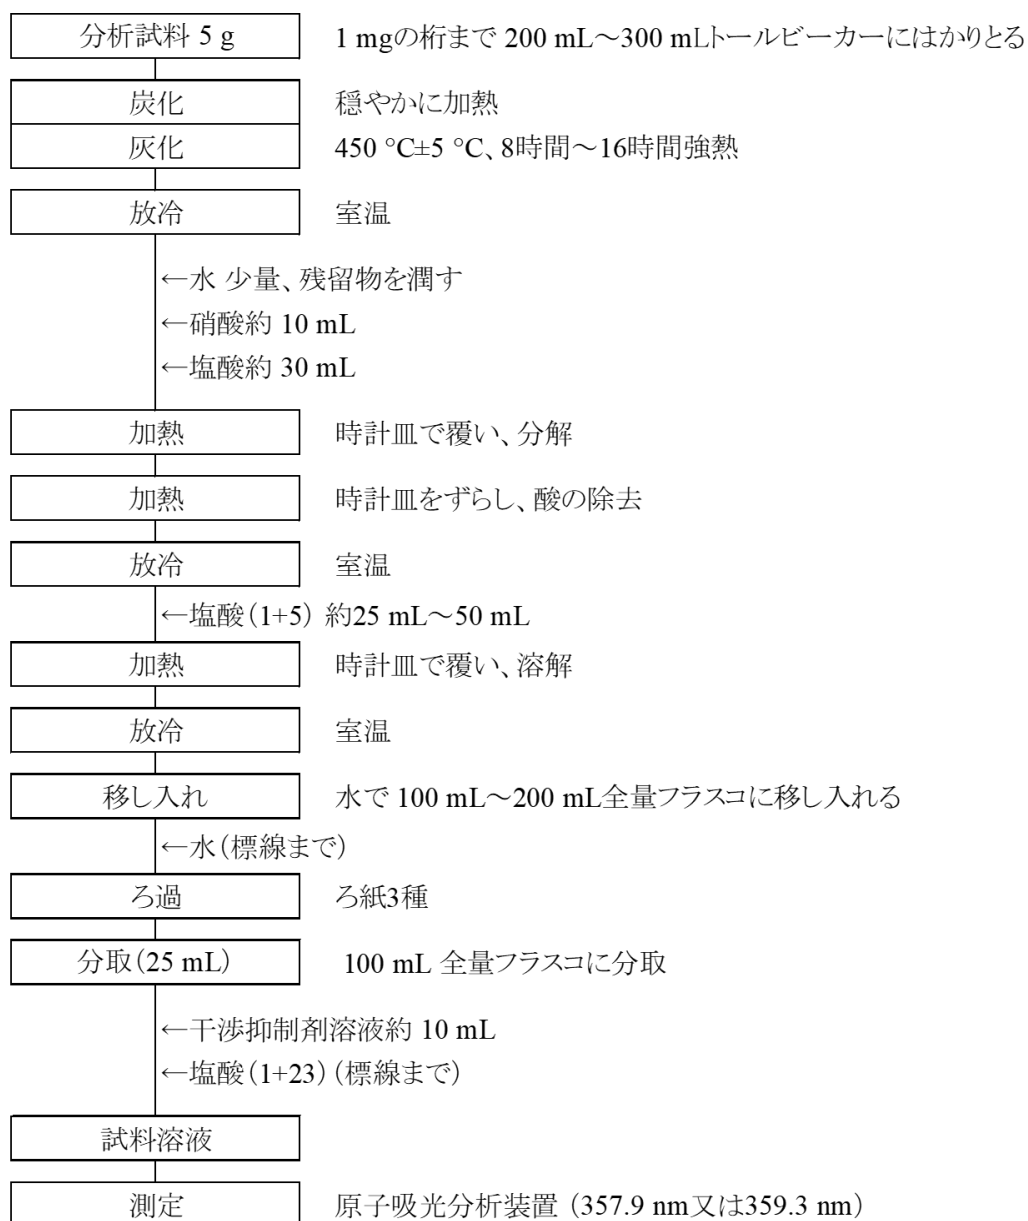 分析試料 5 g 1 mgの桁まで 200 mL～300 mLトールビーカーにはかりとる
炭化 穏やかに加熱
灰化 450 °C±5 °C、8時間～16時間強熱
放冷 室温
←水 少量、残留物を潤す
←硝酸約 10 mL
←塩酸約 30 mL
加熱 時計皿で覆い、分解
加熱 時計皿をずらし、酸の除去
放冷 室温
←塩酸（1+5） 約25 mL～50 mL
加熱 時計皿で覆い、溶解
放冷 室温
移し入れ 水で 100 mL～200 mL全量フラスコに移し入れる
←水（標線まで）
ろ過 ろ紙3種
分取（25 mL） 100 mL 全量フラスコに分取
←干渉抑制剤溶液約 10 mL
←塩酸（1+23）（標線まで）
試料溶液
測定 原子吸光分析装置 （357.9 nm又は359.3 nm）